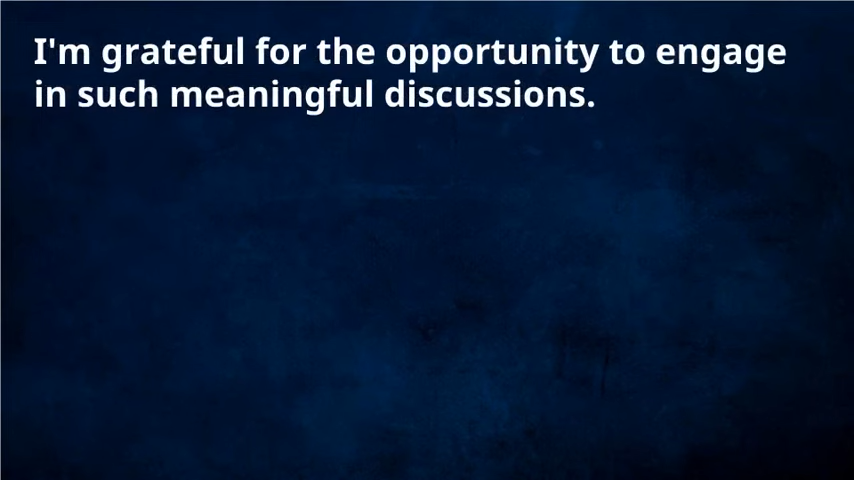 I'm grateful for the opportunity to engage
in such meaningful discussions.